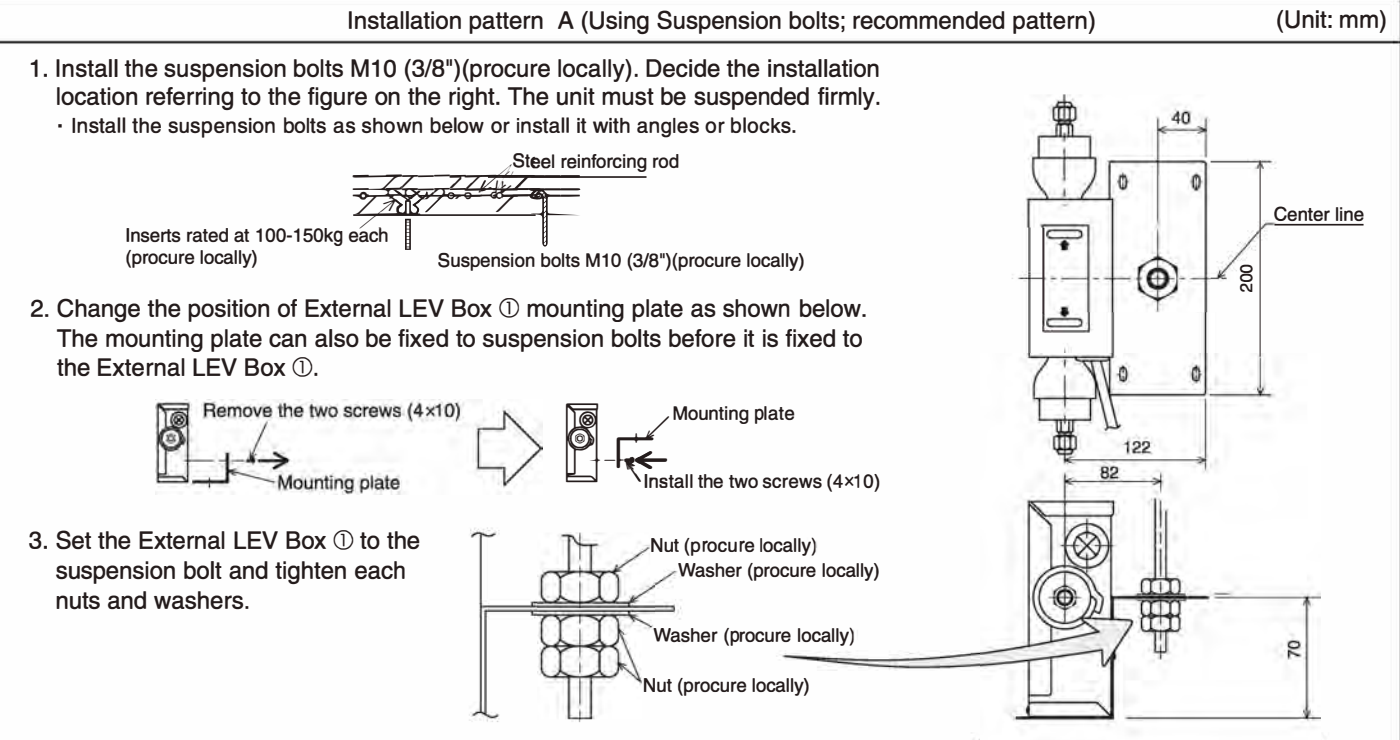 Installation pattern A (Using Suspension bolts; recommended pattern)
(Unit: mm)
1. Install the suspension bolts M10 (3/8")(procure locally). Decide the installation
location referring to the figure on the right. The unit must be suspended firmly.
· Install the suspension bolts as shown below or install it with angles or blocks.
Steel reinforcing rod
Inserts rated at 100-150kg each
(procure locally)
Suspension bolts M10 (3/8")(procure locally)
2. Change the position of External LEV Box ① mounting plate as shown below.
The mounting plate can also be fixed to suspension bolts before it is fixed to
the External LEV Box ①.
Remove the two screws (4×10)
Mounting plate
Mounting plate
Install the two screws (4×10)
3. Set the External LEV Box ① to the
suspension bolt and tighten each
nuts and washers.
Nut (procure locally)
Washer (procure locally)
Washer (procure locally)
Nut (procure locally)
40
Center line
200
122
82
70